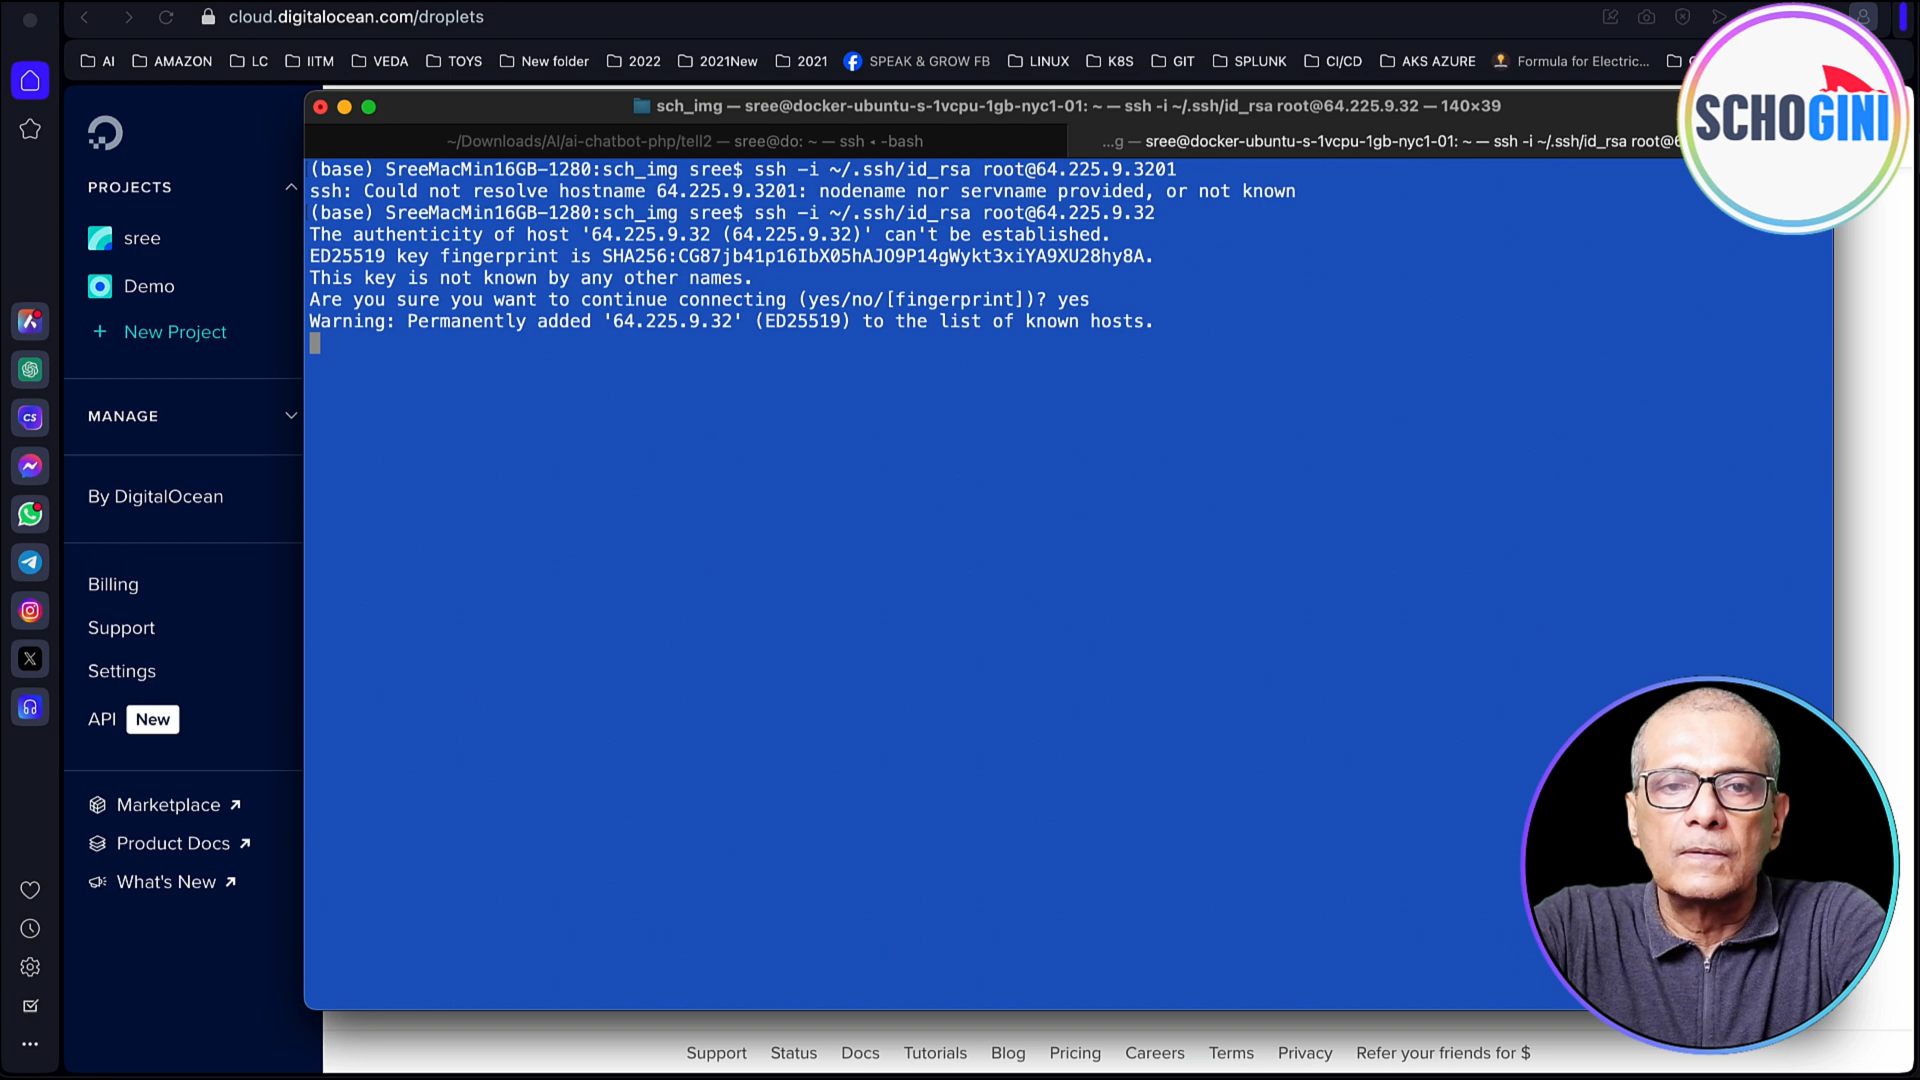 cloud.digitalocean.com/droplets
AI AMAZON LC IITM VEDA TOYS New folder 2022 2021New 2021 SPEAK & GROW FB LINUX K8S GIT SPLUNK CI/CD AKS AZURE Formula for Electric...
SCHOGINI
sch_img — sree@docker-ubuntu-s-1vcpu-1gb-nyc1-01: ~ — ssh -i ~/.ssh/id_rsa root@64.225.9.32 — 140×39
~/Downloads/AI/ai-chatbot-php/tell2 — sree@do: ~ — ssh ◂ -bash
...g — sree@docker-ubuntu-s-1vcpu-1gb-nyc1-01: ~ — ssh -i ~/.ssh/id_rsa root@6
(base) SreeMacMin16GB-1280:sch_img sree$ ssh -i ~/.ssh/id_rsa root@64.225.9.3201
ssh: Could not resolve hostname 64.225.9.3201: nodename nor servname provided, or not known
(base) SreeMacMin16GB-1280:sch_img sree$ ssh -i ~/.ssh/id_rsa root@64.225.9.32
The authenticity of host '64.225.9.32 (64.225.9.32)' can't be established.
ED25519 key fingerprint is SHA256:CG87jb41p16IbX05hAJO9P14gWykt3xiYA9XU28hy8A.
This key is not known by any other names.
Are you sure you want to continue connecting (yes/no/[fingerprint])? yes
Warning: Permanently added '64.225.9.32' (ED25519) to the list of known hosts.
PROJECTS
sree
Demo
+ New Project
MANAGE
By DigitalOcean
Billing
Support
Settings
API New
Marketplace ↗
Product Docs ↗
What's New ↗
CS
Support Status Docs Tutorials Blog Pricing Careers Terms Privacy Refer your friends for $